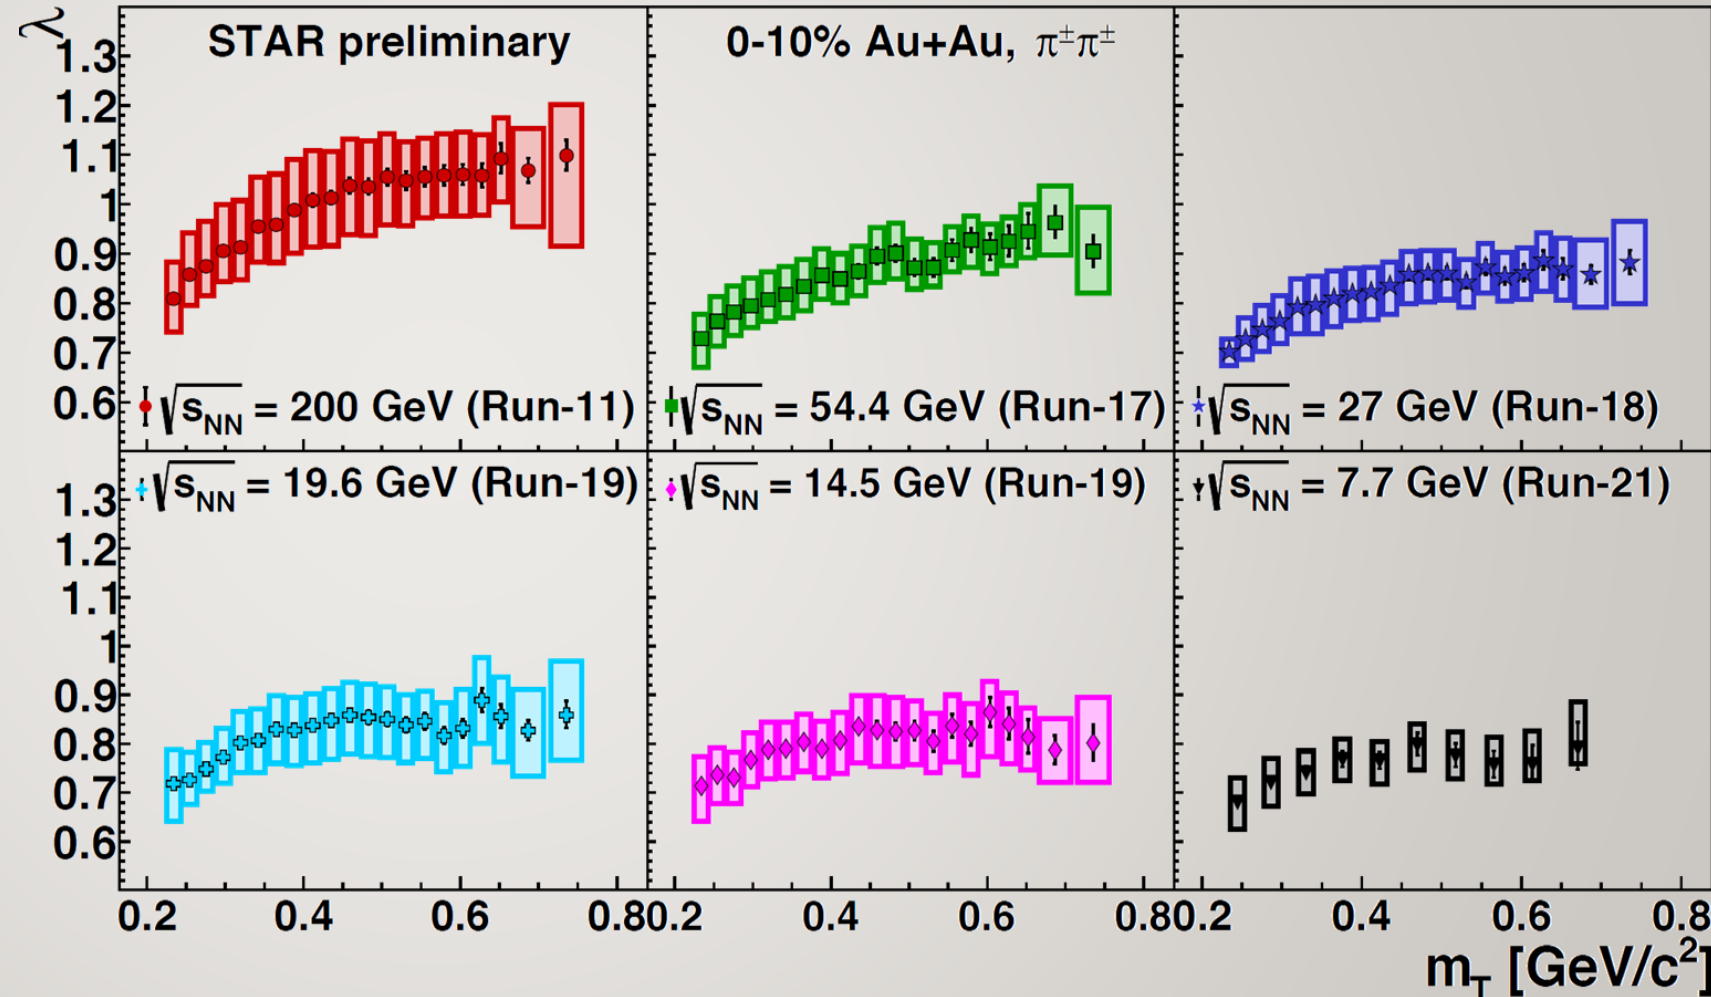 λ
STAR preliminary
0-10% Au+Au, π±π±
1.3
1.2
1.1
1
0.9
0.8
0.7
0.6
√sNN = 200 GeV (Run-11)
√sNN = 54.4 GeV (Run-17)
√sNN = 27 GeV (Run-18)
√sNN = 19.6 GeV (Run-19)
√sNN = 14.5 GeV (Run-19)
√sNN = 7.7 GeV (Run-21)
1.3
1.2
1.1
1
0.9
0.8
0.7
0.6
0.2 0.4 0.6 0.8 0.2 0.4 0.6 0.8 0.2 0.4 0.6 0.8
mT [GeV/c²]